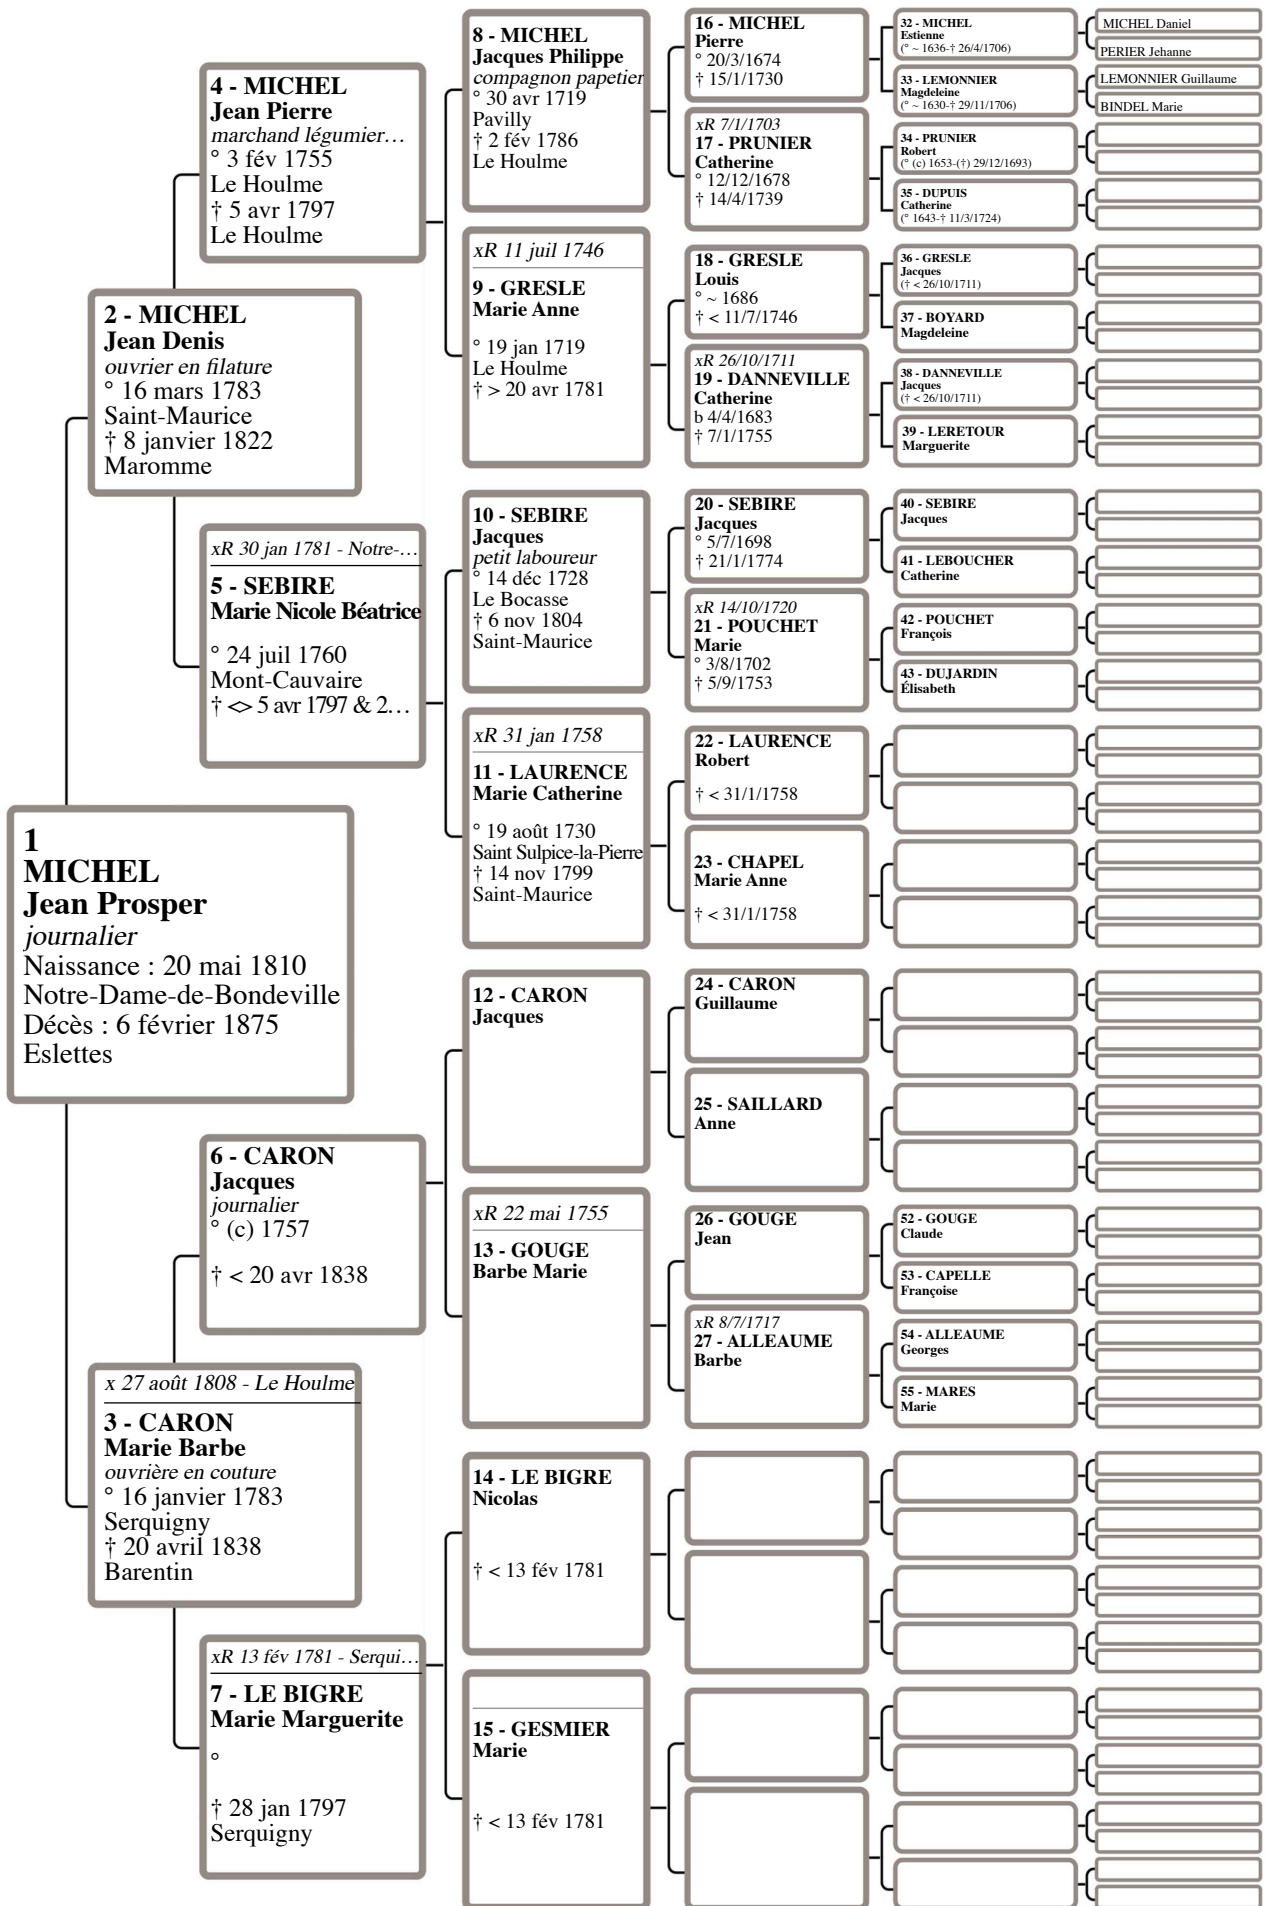 1
MICHEL
Jean Prosper
journalier
Naissance : 20 mai 1810
Notre-Dame-de-Bondeville
Décès : 6 février 1875
Eslettes
2 - MICHEL
Jean Denis
ouvrier en filature
° 16 mars 1783
Saint-Maurice
† 8 janvier 1822
Maromme
x 27 août 1808 - Le Houlme
3 - CARON
Marie Barbe
ouvrière en couture
° 16 janvier 1783
Serquigny
† 20 avril 1838
Barentin
4 - MICHEL
Jean Pierre
marchand légumier…
° 3 fév 1755
Le Houlme
† 5 avr 1797
Le Houlme
xR 30 jan 1781 - Notre-…
5 - SEBIRE
Marie Nicole Béatrice
° 24 juil 1760
Mont-Cauvaire
† <> 5 avr 1797 & 2…
6 - CARON
Jacques
journalier
° (c) 1757
† < 20 avr 1838
xR 13 fév 1781 - Serqui…
7 - LE BIGRE
Marie Marguerite
°
† 28 jan 1797
Serquigny
8 - MICHEL
Jacques Philippe
compagnon papetier
° 30 avr 1719
Pavilly
† 2 fév 1786
Le Houlme
xR 11 juil 1746
9 - GRESLE
Marie Anne
° 19 jan 1719
Le Houlme
† > 20 avr 1781
10 - SEBIRE
Jacques
petit laboureur
° 14 déc 1728
Le Bocasse
† 6 nov 1804
Saint-Maurice
xR 31 jan 1758
11 - LAURENCE
Marie Catherine
° 19 août 1730
Saint Sulpice-la-Pierre
† 14 nov 1799
Saint-Maurice
12 - CARON
Jacques
xR 22 mai 1755
13 - GOUGE
Barbe Marie
14 - LE BIGRE
Nicolas
† < 13 fév 1781
15 - GESMIER
Marie
† < 13 fév 1781
16 - MICHEL
Pierre
° 20/3/1674
† 15/1/1730
xR 7/1/1703
17 - PRUNIER
Catherine
° 12/12/1678
† 14/4/1739
18 - GRESLE
Louis
° ~ 1686
† < 11/7/1746
xR 26/10/1711
19 - DANNEVILLE
Catherine
b 4/4/1683
† 7/1/1755
20 - SEBIRE
Jacques
° 5/7/1698
† 21/1/1774
xR 14/10/1720
21 - POUCHET
Marie
° 3/8/1702
† 5/9/1753
22 - LAURENCE
Robert
† < 31/1/1758
23 - CHAPEL
Marie Anne
† < 31/1/1758
24 - CARON
Guillaume
25 - SAILLARD
Anne
26 - GOUGE
Jean
xR 8/7/1717
27 - ALLEAUME
Barbe
32 - MICHEL
Estienne
(° ~ 1636-† 26/4/1706)
33 - LEMONNIER
Magdeleine
(° ~ 1630-† 29/11/1706)
34 - PRUNIER
Robert
(° (c) 1653-(†) 29/12/1693)
35 - DUPUIS
Catherine
(° 1643-† 11/3/1724)
36 - GRESLE
Jacques
(† < 26/10/1711)
37 - BOYARD
Magdeleine
38 - DANNEVILLE
Jacques
(† < 26/10/1711)
39 - LERETOUR
Marguerite
40 - SEBIRE
Jacques
41 - LEBOUCHER
Catherine
42 - POUCHET
François
43 - DUJARDIN
Élisabeth
52 - GOUGE
Claude
53 - CAPELLE
Françoise
54 - ALLEAUME
Georges
55 - MARES
Marie
MICHEL Daniel
PERIER Jehanne
LEMONNIER Guillaume
BINDEL Marie